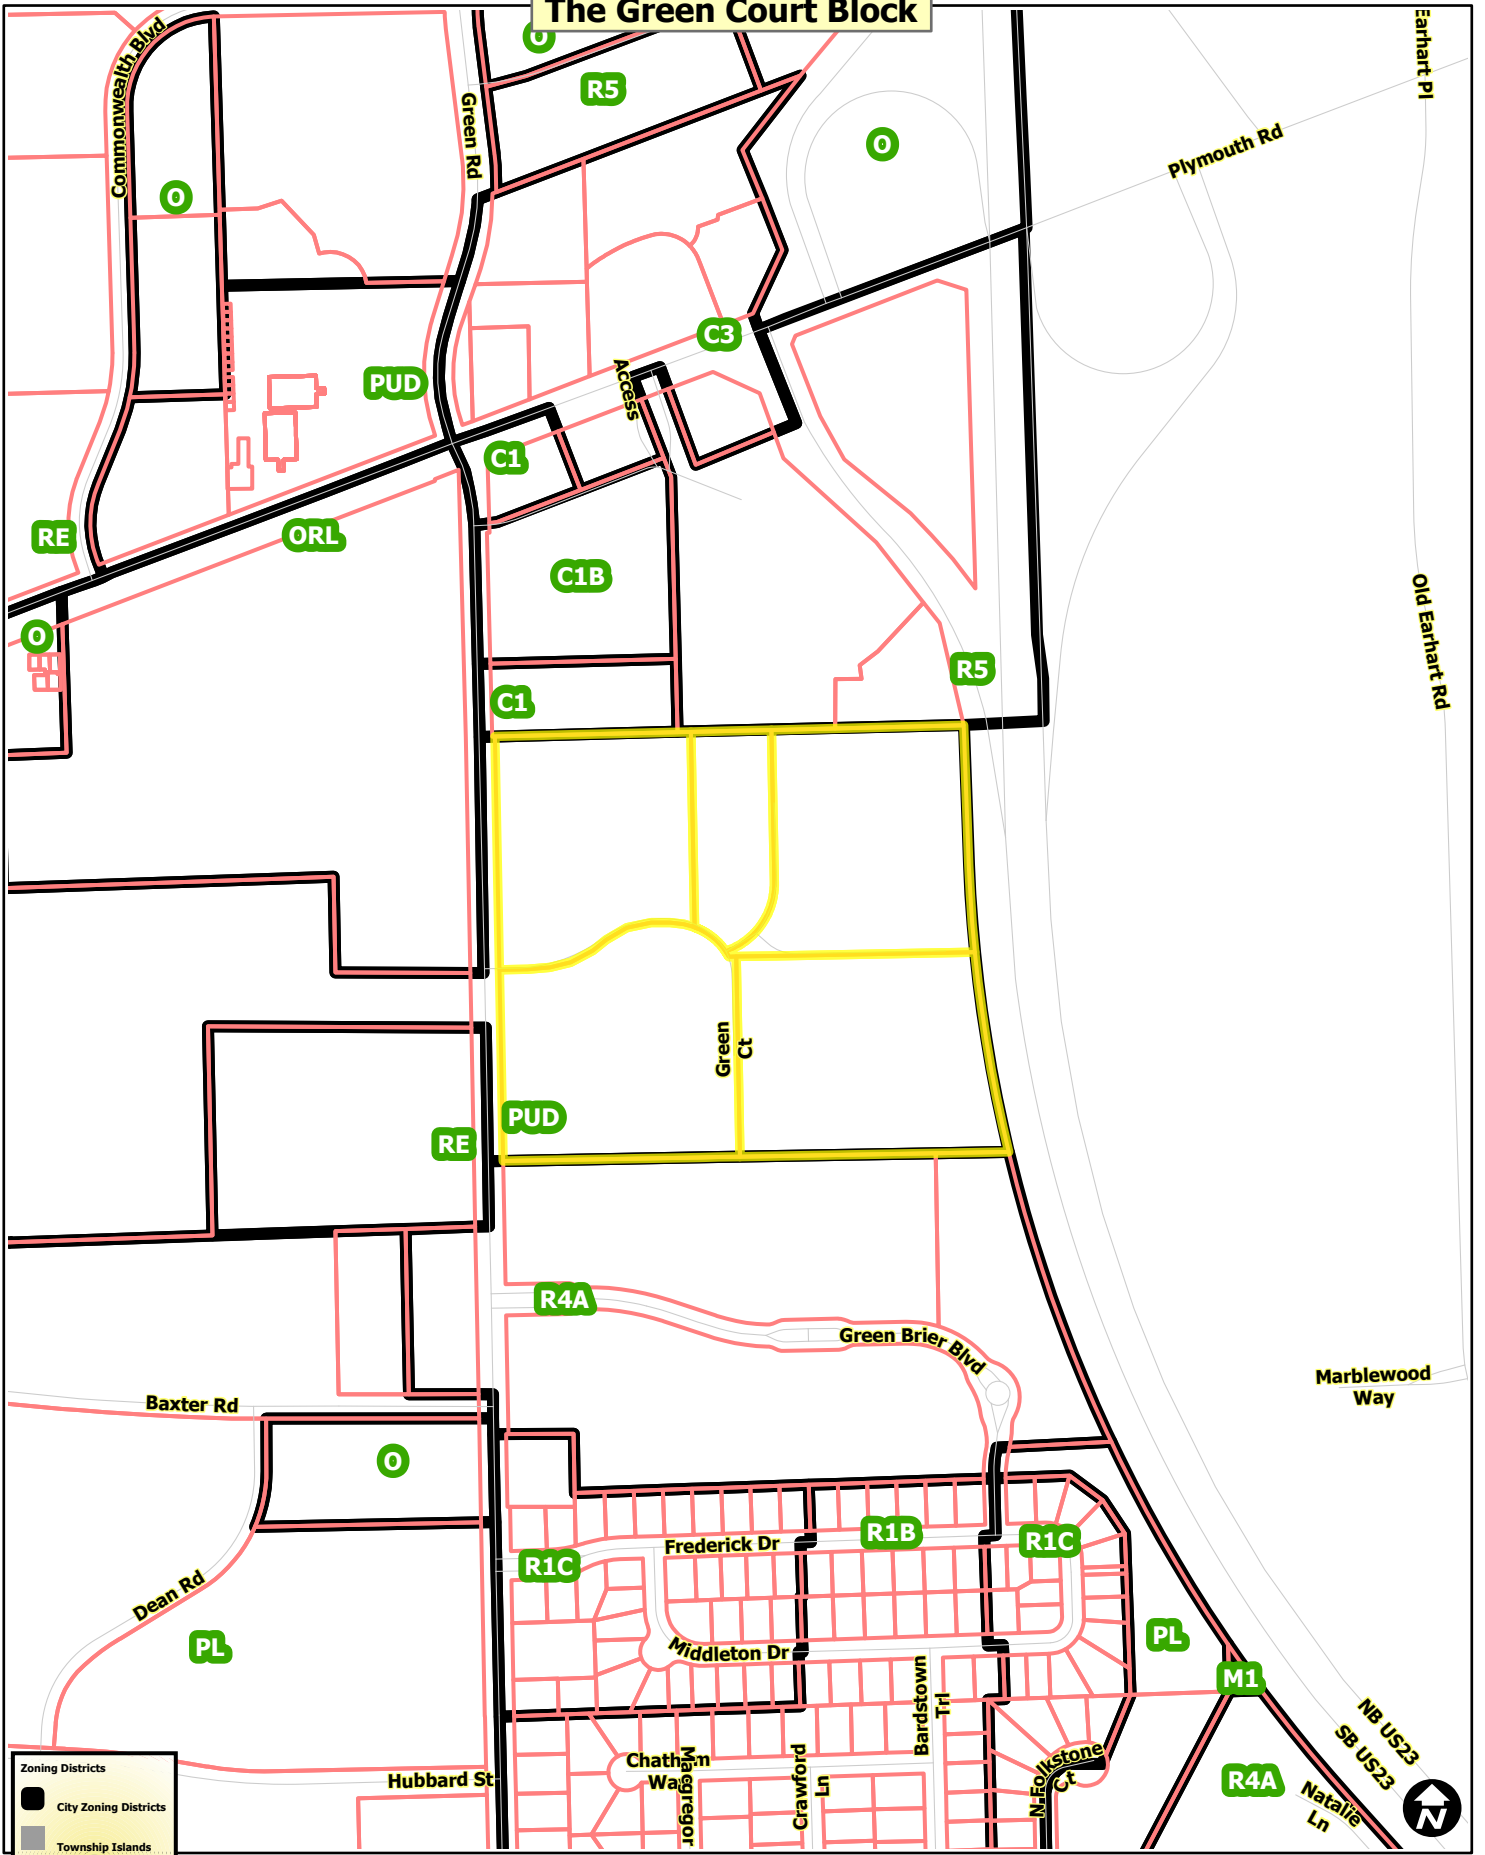 The Green Court Block
O
R5
Commonwealth Blvd
Green Rd
Earhart Pl
Plymouth Rd
O
O
C3
Access
PUD
C1
RE
ORL
C1B
O
Old Earhart Rd
R5
C1
Green
Ct
PUD
RE
R4A
Green Brier Blvd
Marblewood
Way
Baxter Rd
O
R1B
Frederick Dr
R1C
R1C
Dean Rd
PL
Middleton Dr
PL
Bardstown
Trl
M1
NB US23
SB US23
Chatham
Way
Macgregor
Crawford
Ln
N Folkstone
Ct
Hubbard St
R4A
Natalie
Ln
Zoning Districts
City Zoning Districts
Township Islands
N